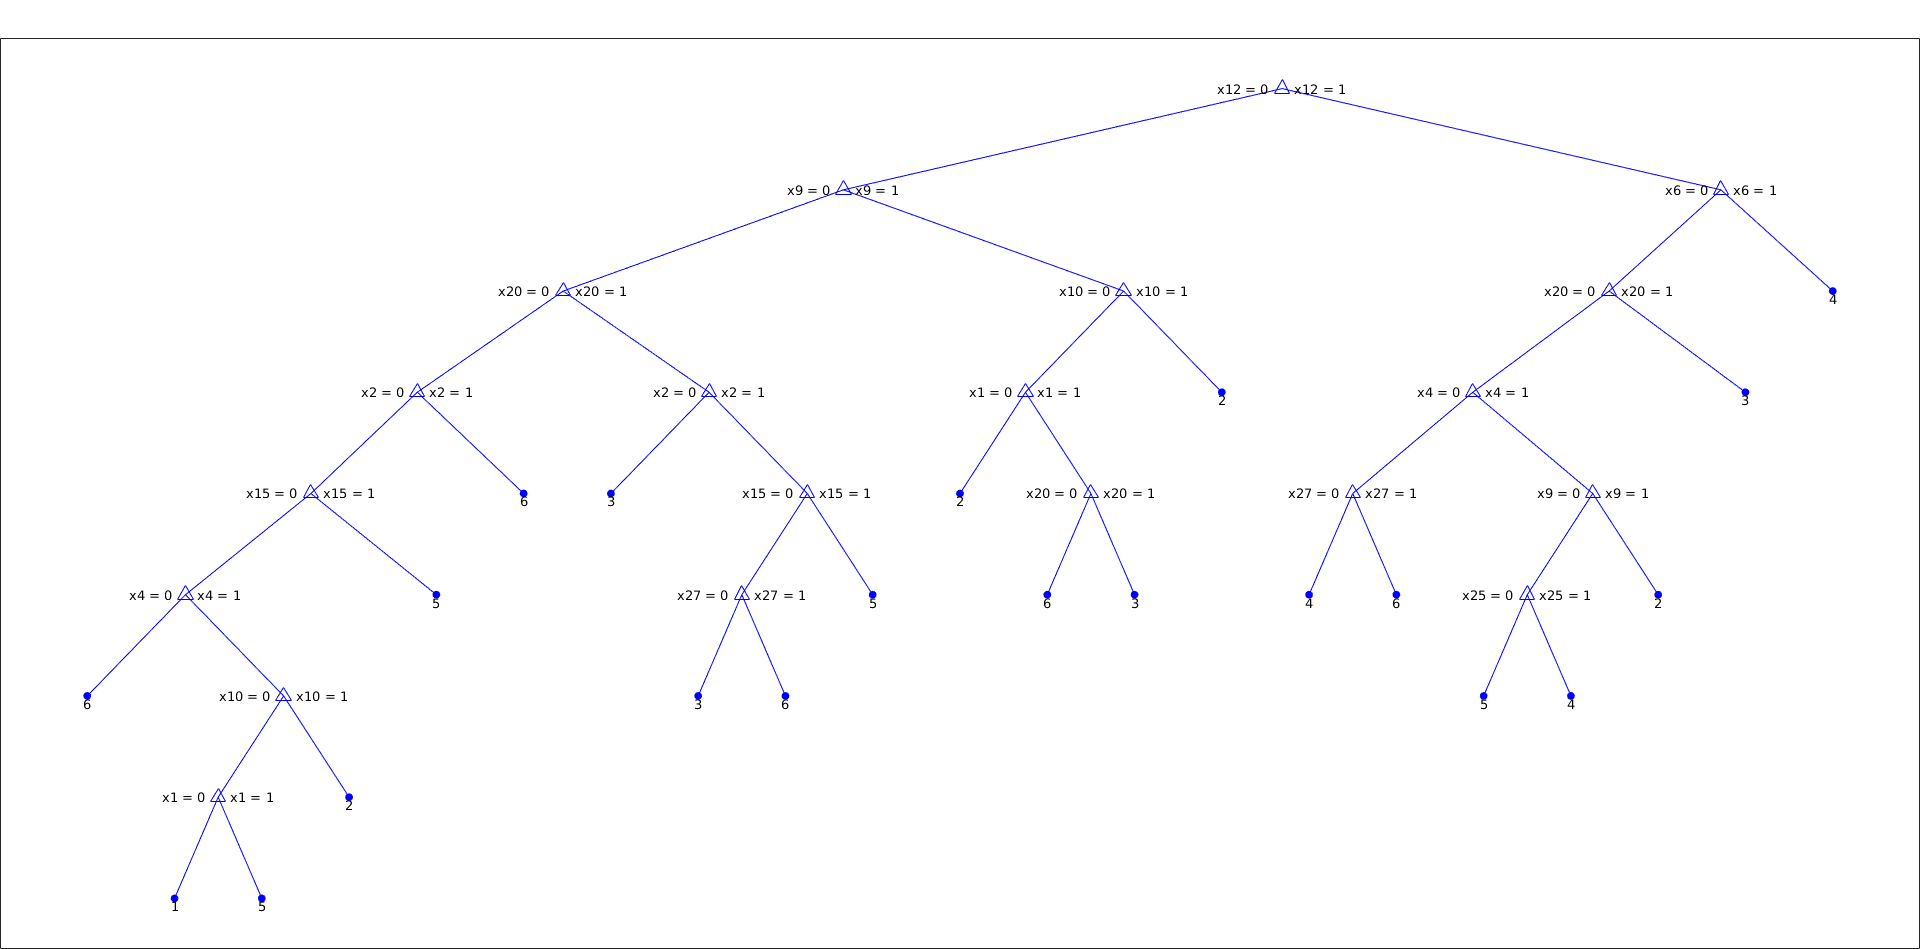 x12 = 0 x12 = 1
x9 = 0 x9 = 1 x6 = 0 x6 = 1
x20 = 0 x20 = 1 x10 = 0 x10 = 1 x20 = 0 x20 = 1 4
x2 = 0 x2 = 1 x2 = 0 x2 = 1 x1 = 0 x1 = 1 2 x4 = 0 x4 = 1 3
x15 = 0 x15 = 1 6 3 x15 = 0 x15 = 1 2 x20 = 0 x20 = 1 x27 = 0 x27 = 1 x9 = 0 x9 = 1
x4 = 0 x4 = 1 5 x27 = 0 x27 = 1 5 6 3 4 6 x25 = 0 x25 = 1 2
6 x10 = 0 x10 = 1 3 6 5 4
x1 = 0 x1 = 1 2
1 5